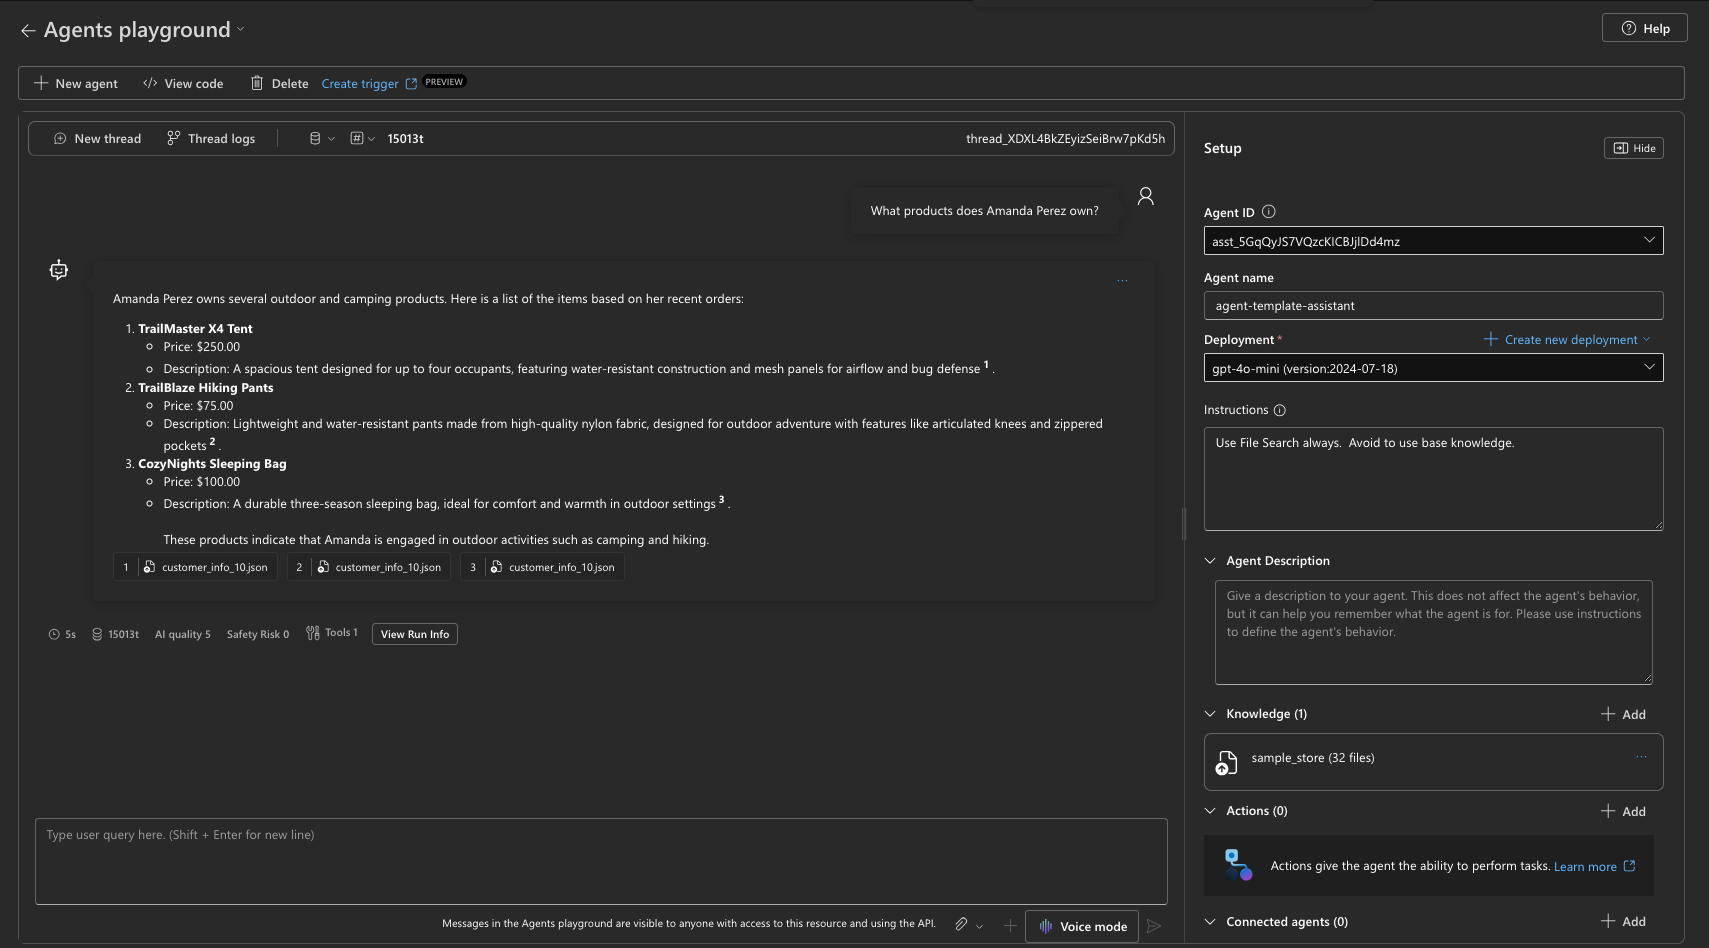 Agents playground
Help
New agent
View code
Delete
Create trigger
PREVIEW
New thread
Thread logs
15013t
thread_XDXL4BkZEyizSeiBrw7pKd5h
What products does Amanda Perez own?
...
Amanda Perez owns several outdoor and camping products. Here is a list of the items based on her recent orders:
1. TrailMaster X4 Tent
Price: $250.00
Description: A spacious tent designed for up to four occupants, featuring water-resistant construction and mesh panels for airflow and bug defense 1 .
2. TrailBlaze Hiking Pants
Price: $75.00
Description: Lightweight and water-resistant pants made from high-quality nylon fabric, designed for outdoor adventure with features like articulated knees and zippered
pockets 2 .
3. CozyNights Sleeping Bag
Price: $100.00
Description: A durable three-season sleeping bag, ideal for comfort and warmth in outdoor settings 3 .
These products indicate that Amanda is engaged in outdoor activities such as camping and hiking.
1 customer_info_10.json
2 customer_info_10.json
3 customer_info_10.json
5s
15013t
AI quality 5
Safety Risk 0
Tools 1
View Run Info
Type user query here. (Shift + Enter for new line)
Messages in the Agents playground are visible to anyone with access to this resource and using the API.
Voice mode
Setup
Hide
Agent ID
asst_5GqQyJS7VQzcKICBJjlDd4mz
Agent name
agent-template-assistant
Deployment *
Create new deployment
gpt-4o-mini (version:2024-07-18)
Instructions
Use File Search always.  Avoid to use base knowledge.
Agent Description
Give a description to your agent. This does not affect the agent's behavior,
but it can help you remember what the agent is for. Please use instructions
to define the agent's behavior.
Knowledge (1)
Add
sample_store (32 files)
...
Actions (0)
Add
Actions give the agent the ability to perform tasks. Learn more
Connected agents (0)
Add